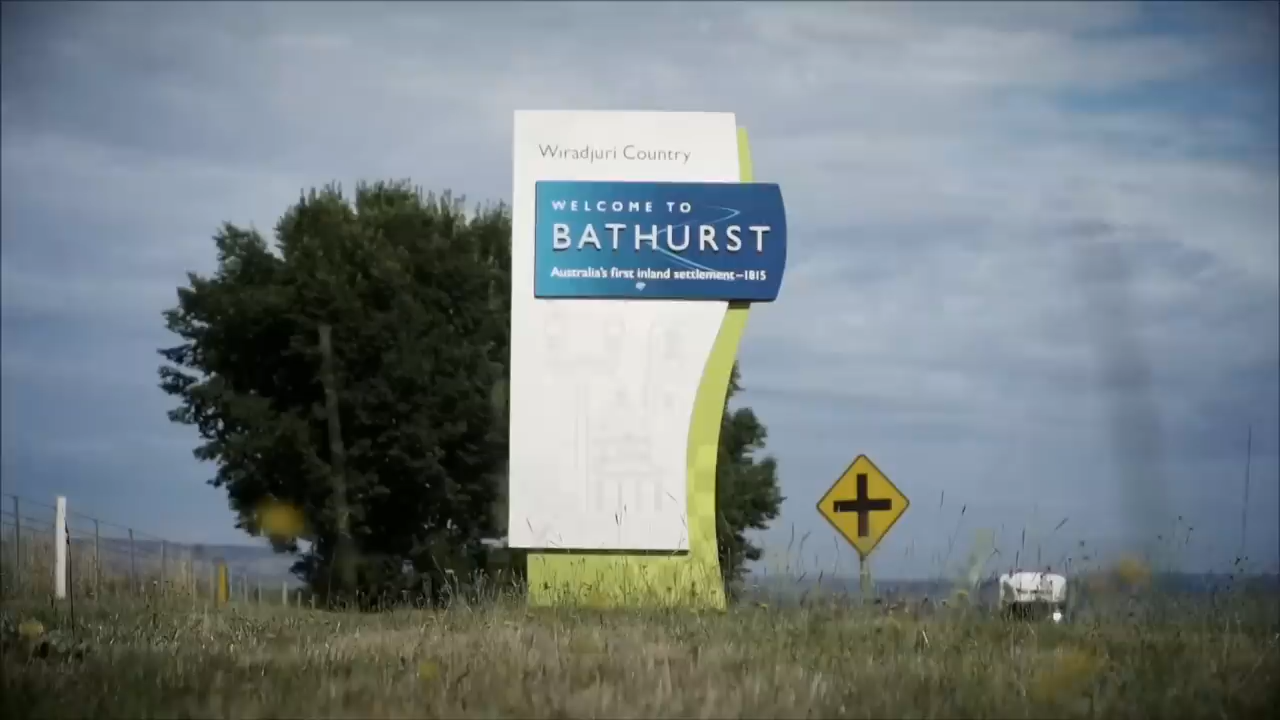 Wiradjuri Country
WELCOME TO
BATHURST
Australia's first inland settlement–1815